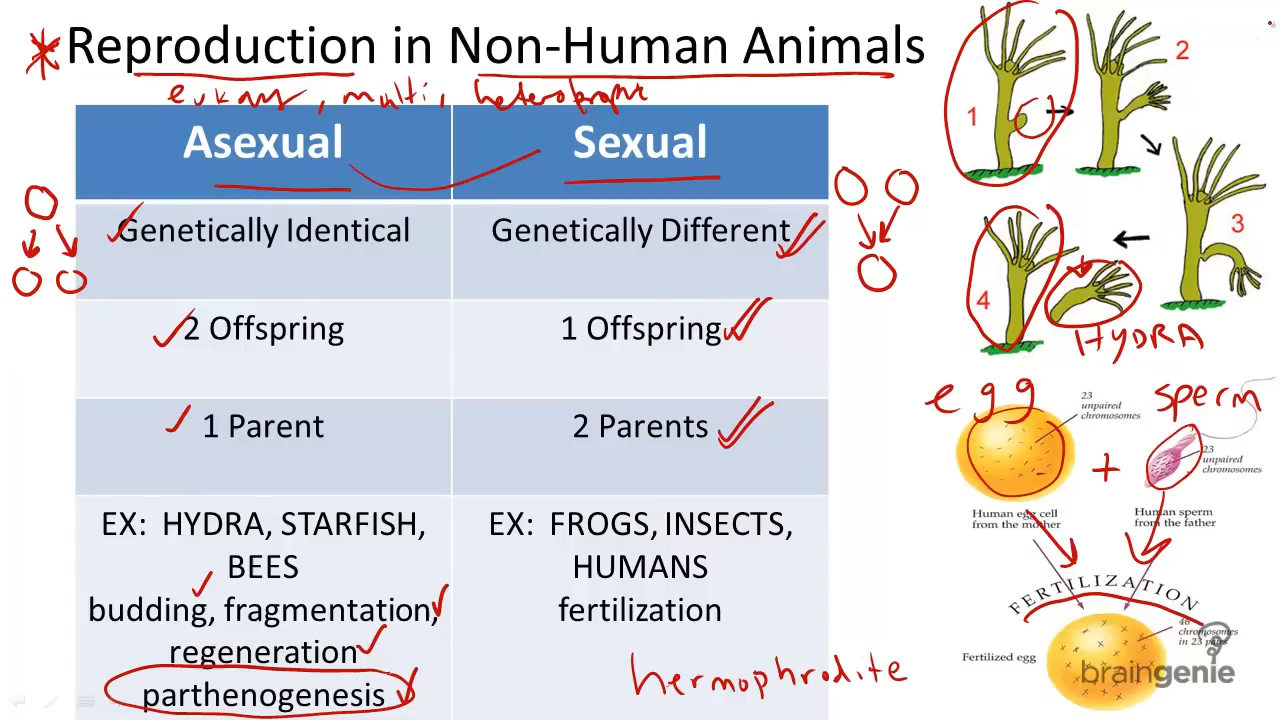 * Reproduction in Non-Human Animals
eukary, multi, heterotroph
Asexual
Sexual
Genetically Identical
Genetically Different
2 Offspring
1 Offspring
1 Parent
2 Parents
EX: HYDRA, STARFISH,
BEES
budding, fragmentation,
regeneration
parthenogenesis
EX: FROGS, INSECTS,
HUMANS
fertilization
hermophrodite
1
2
3
4
HYDRA
egg
sperm
23
unpaired
chromosomes
+
23
unpaired
chromosomes
Human egg cell
from the mother
Human sperm
from the father
FERTILIZATION
46
chromosomes
in 23 pairs
Fertilized egg
braingenie